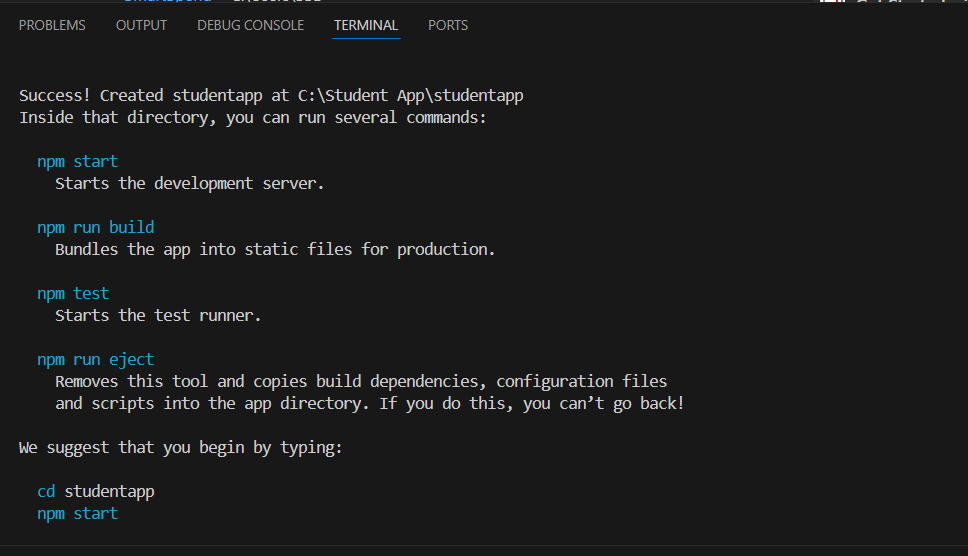 PROBLEMS OUTPUT DEBUG CONSOLE TERMINAL PORTS
Success! Created studentapp at C:\Student App\studentapp
Inside that directory, you can run several commands:
npm start
Starts the development server.
npm run build
Bundles the app into static files for production.
npm test
Starts the test runner.
npm run eject
Removes this tool and copies build dependencies, configuration files
and scripts into the app directory. If you do this, you can’t go back!
We suggest that you begin by typing:
cd studentapp
npm start